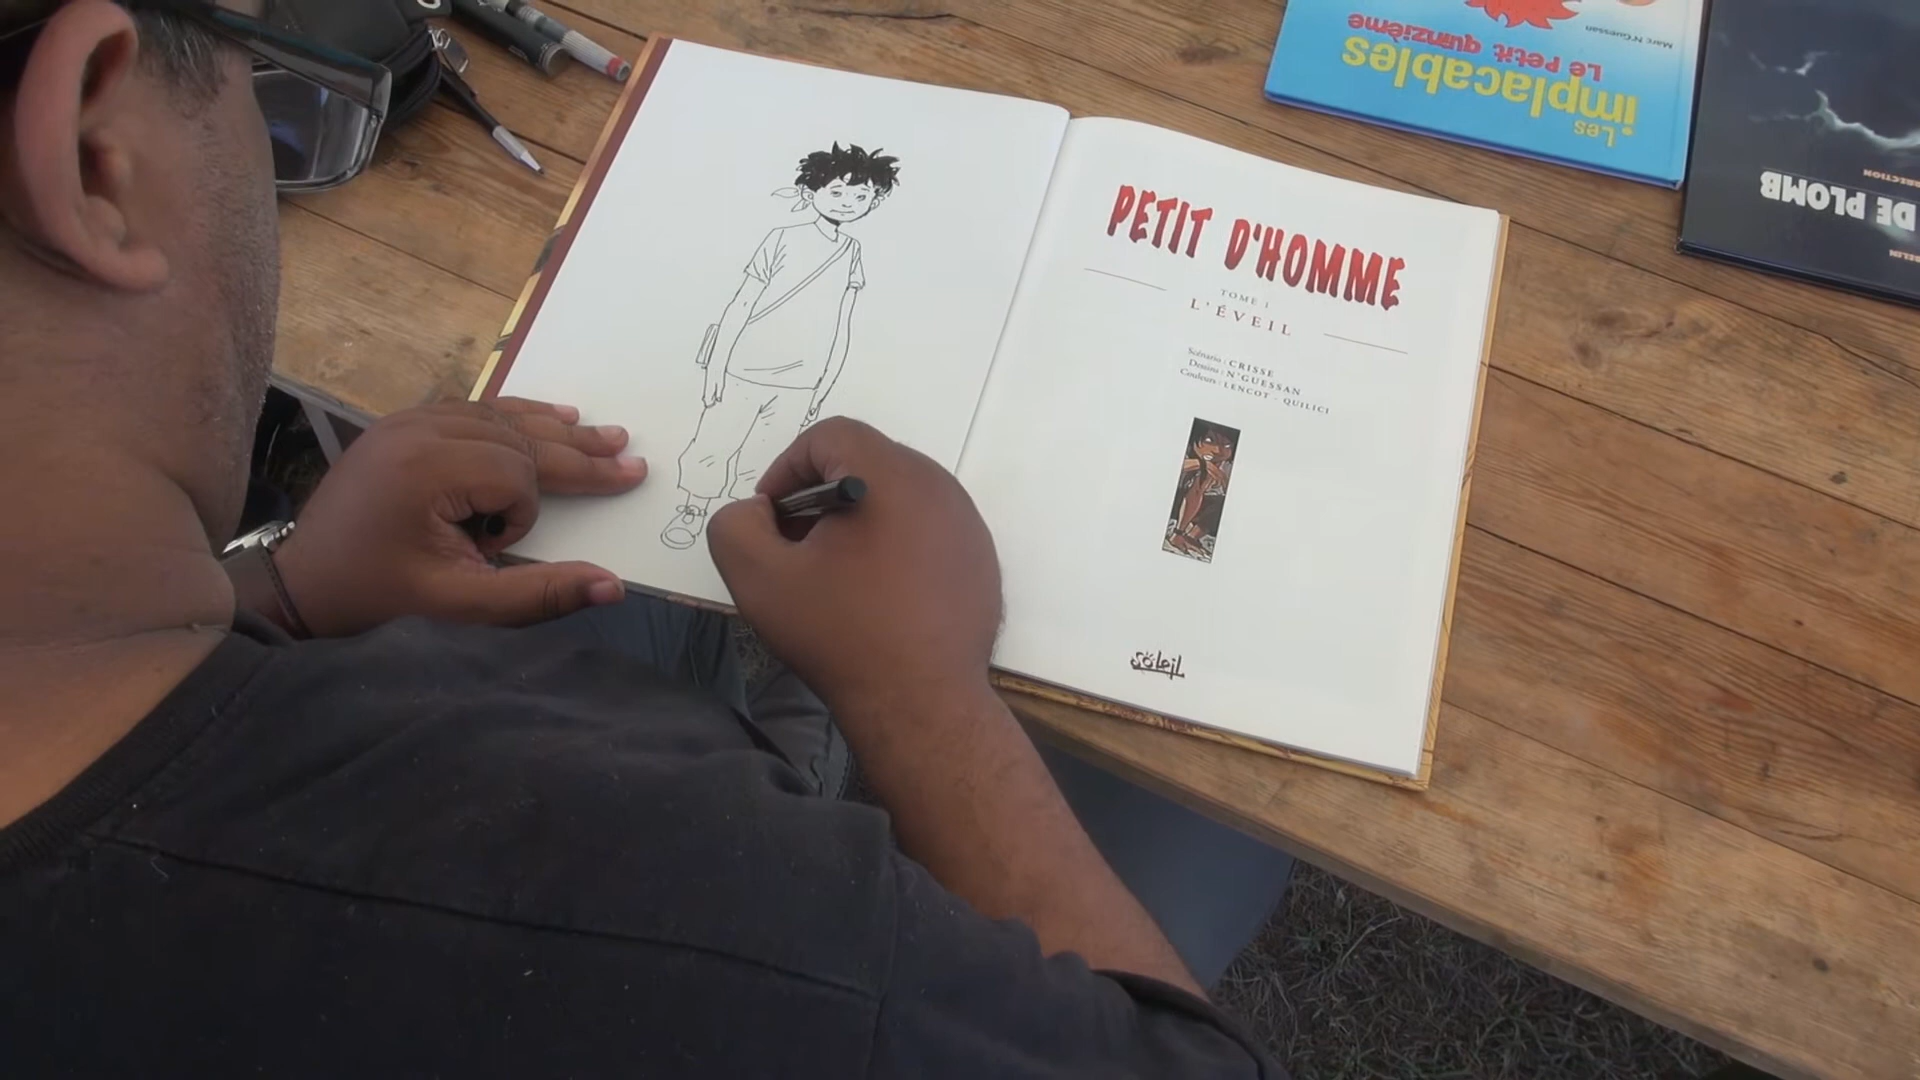 PETIT D'HOMME
TOME 1
L'ÉVEIL
Scénario : CRISSE
Dessins : N'GUESSAN
Couleurs : LENCOT - QUILICI
SOLEIL
Les
implacables
Le Petit quinzième
Marc N'Guessan
DE PLOMB